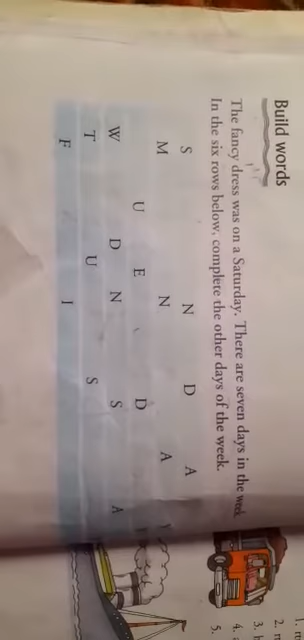 Build words
The fancy dress was on a Saturday. There are seven days in the week
In the six rows below, complete the other days of the week.
S N D A
M N A
U E D
W D N S A
T U S
F I
1.
2.
3.
4.
5.